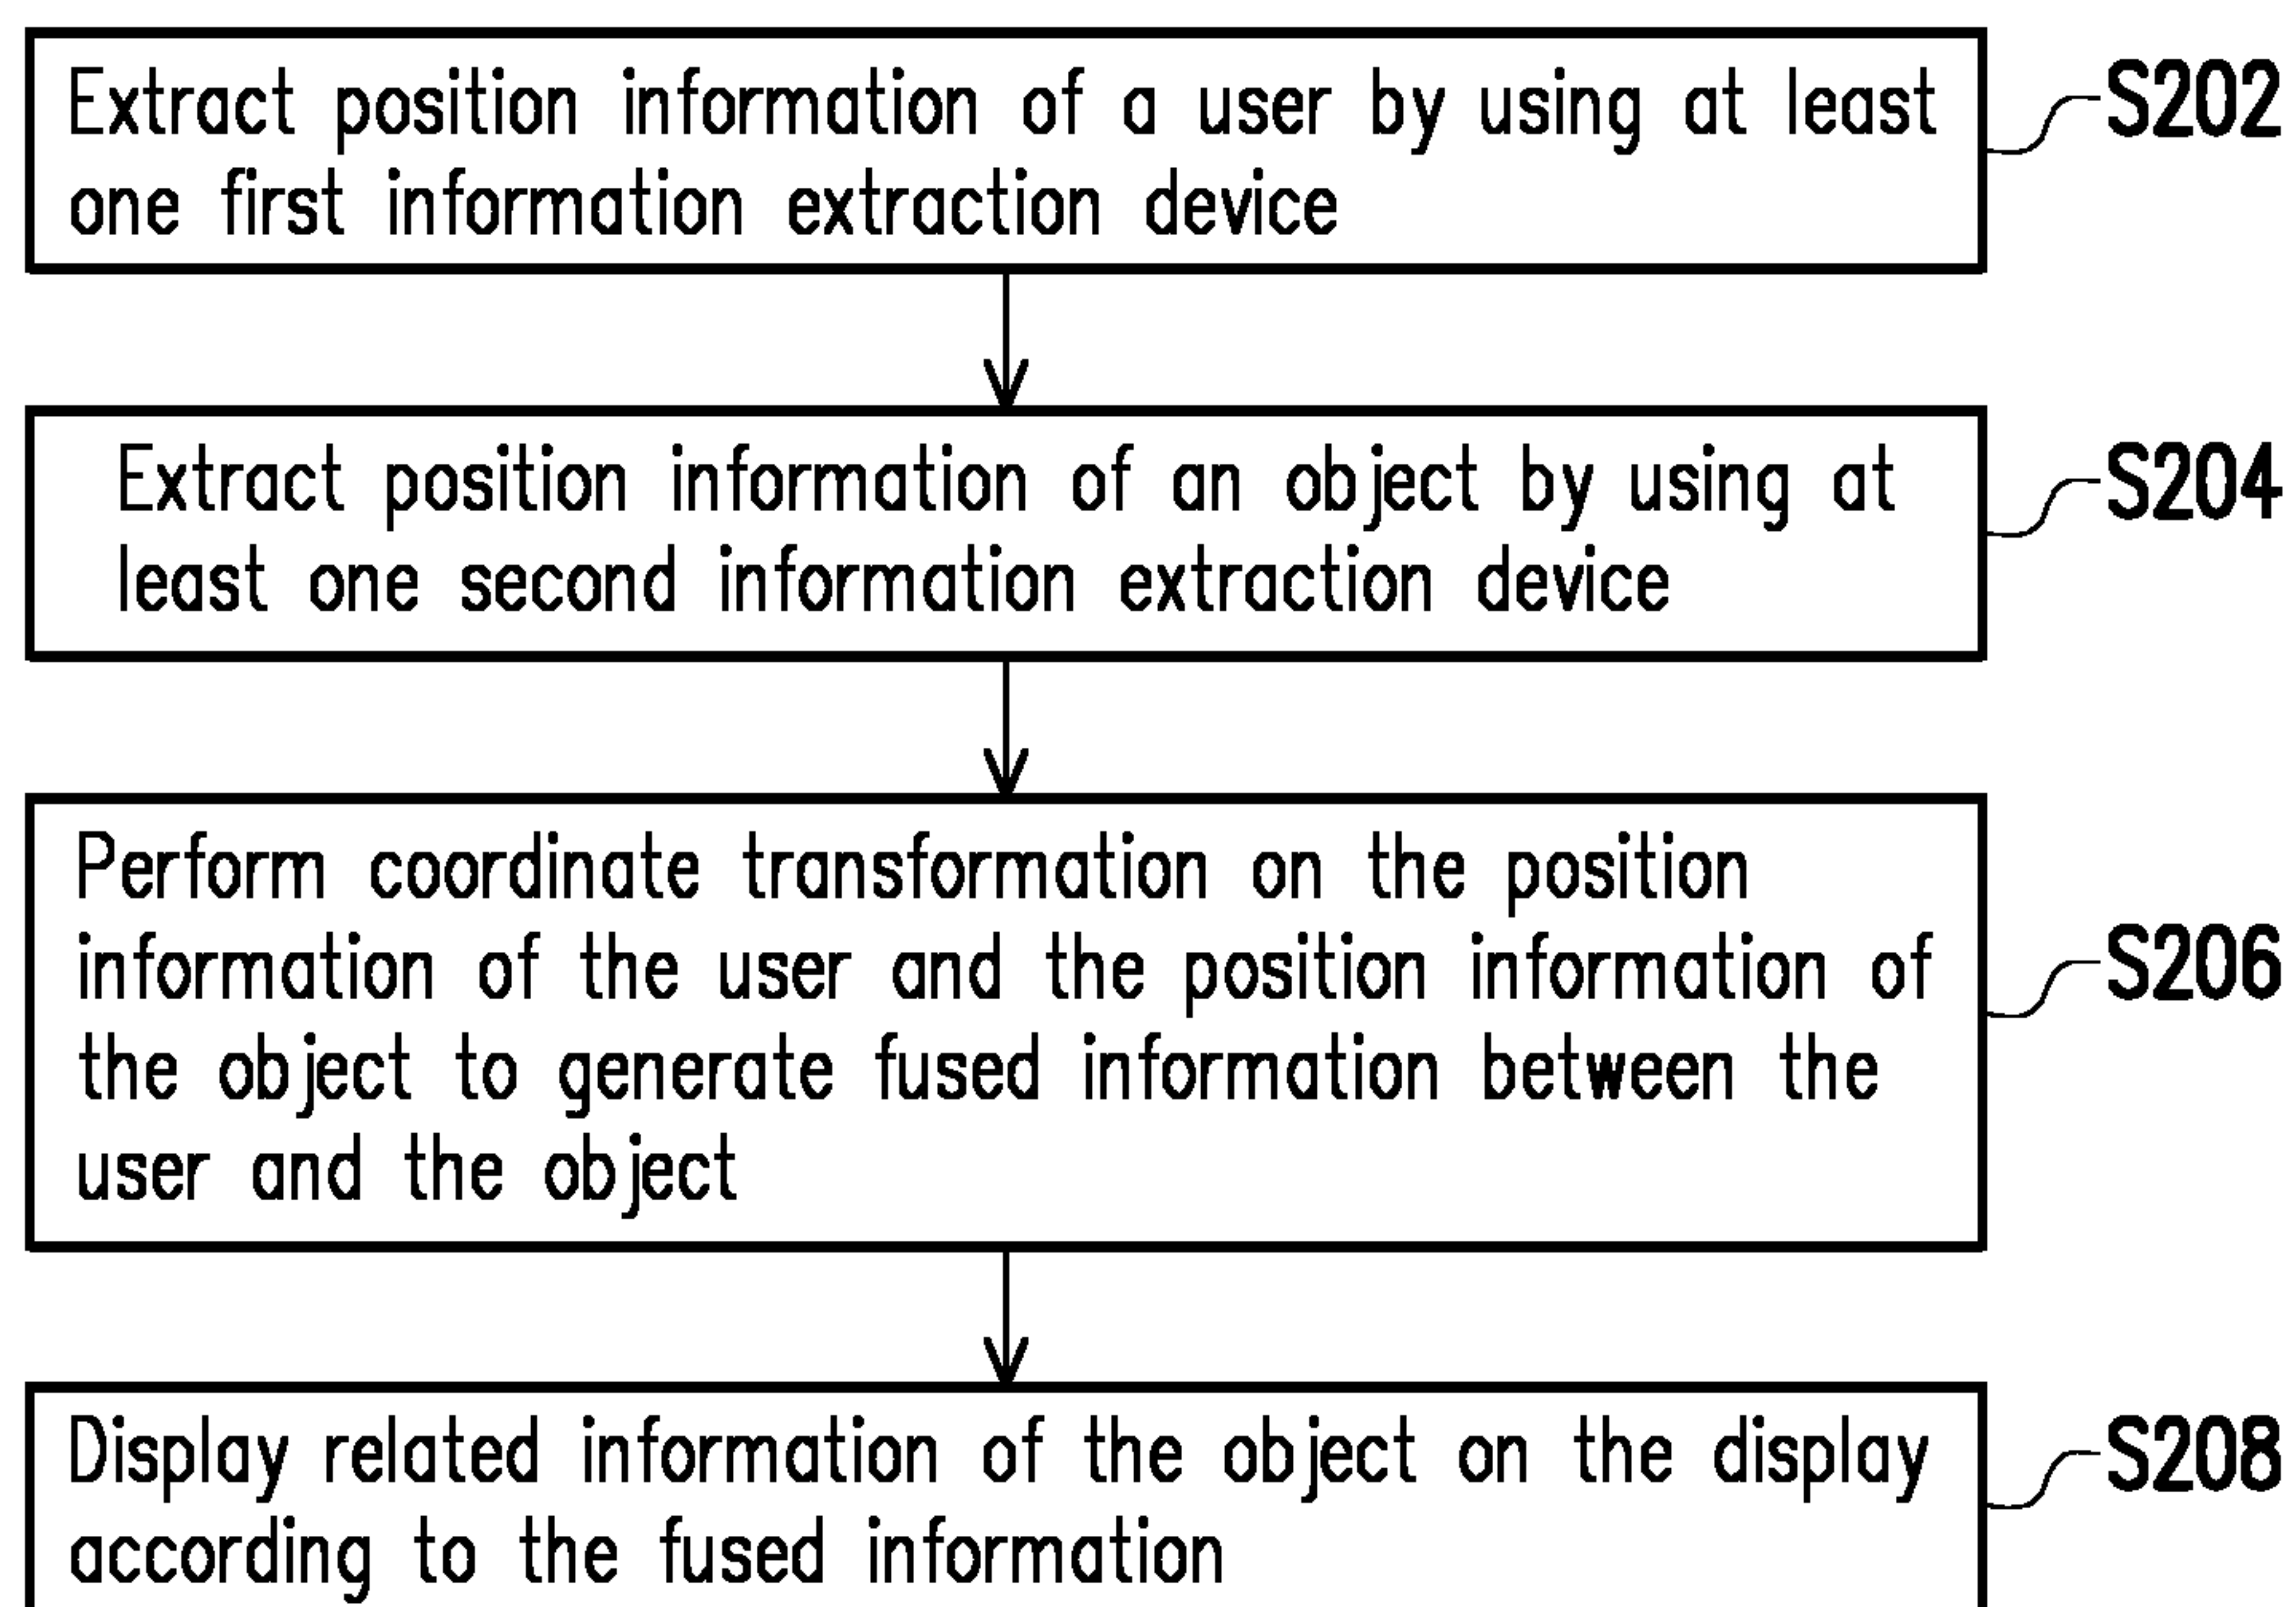 Extract position information of a user by using at least
one first information extraction device
S202
Extract position information of an object by using at
least one second information extraction device
S204
Perform coordinate transformation on the position
information of the user and the position information of
the object to generate fused information between the
user and the object
S206
Display related information of the object on the display
according to the fused information
S208